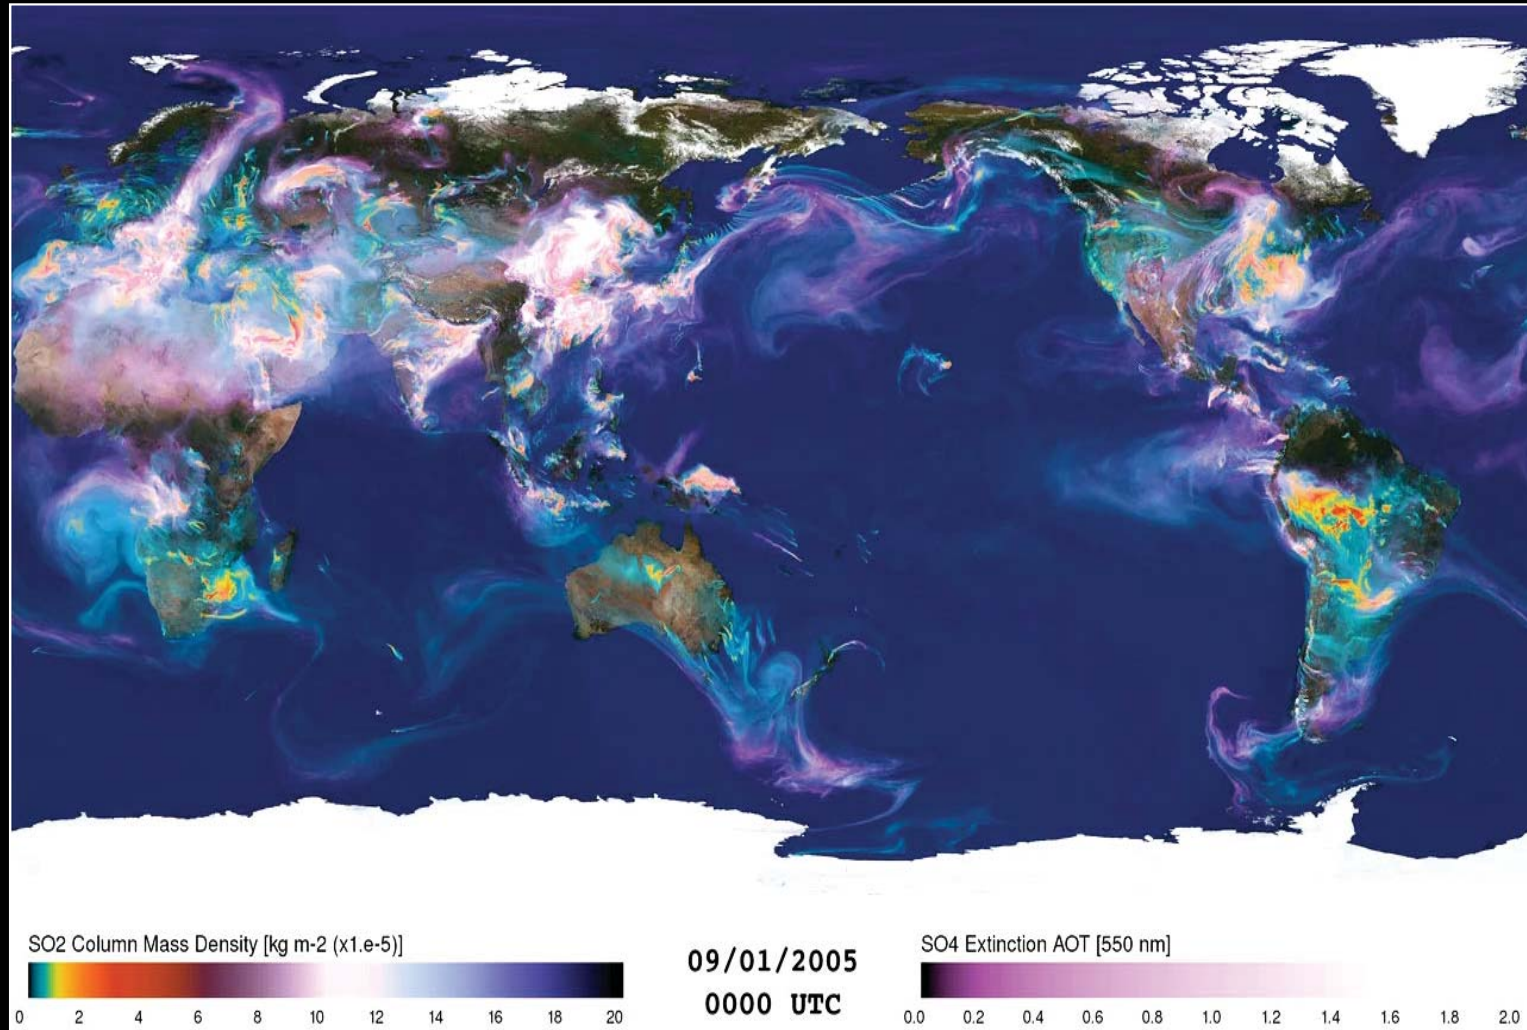 SO2 Column Mass Density [kg m-2 (x1.e-5)]
0 2 4 6 8 10 12 14 16 18 20
09/01/2005
0000 UTC
SO4 Extinction AOT [550 nm]
0.0 0.2 0.4 0.6 0.8 1.0 1.2 1.4 1.6 1.8 2.0